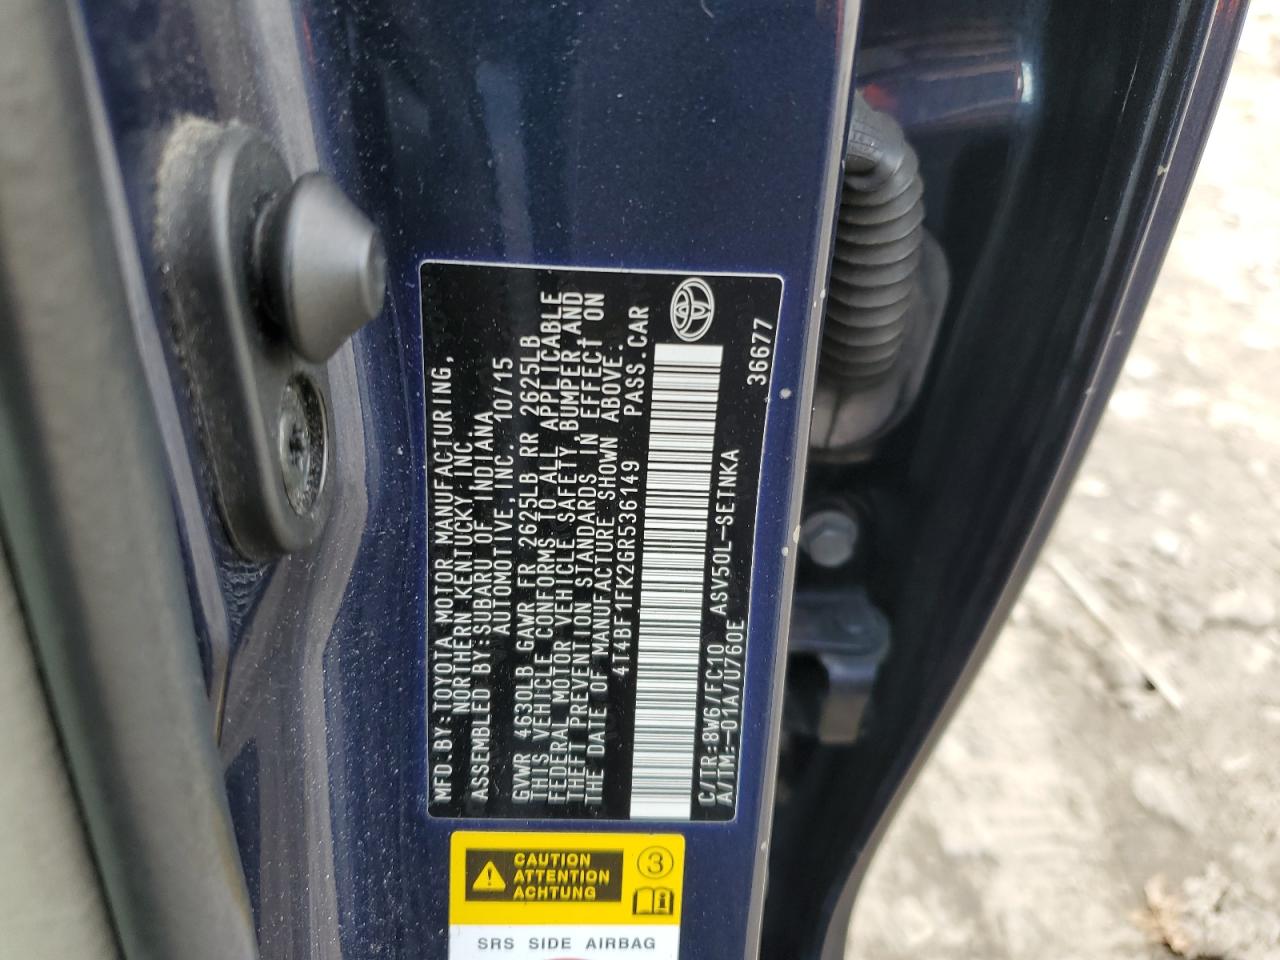 MFD.BY:TOYOTA MOTOR MANUFACTURING,
NORTHERN KENTUCKY,INC.
ASSEMBLED BY:SUBARU OF INDIANA
AUTOMOTIVE,INC. 10/15
GVWR 4630LB GAWR FR 2625LB RR 2625LB
THIS VEHICLE CONFORMS TO ALL APPLICABLE
FEDERAL MOTOR VEHICLE SAFETY,BUMPER,AND
THEFT PREVENTION STANDARDS IN EFFECT ON
THE DATE OF MANUFACTURE SHOWN ABOVE.
4T4BF1FK2GR536149 PASS.CAR
C/TR:8W6/FC10 ASV50L-SETNKA
A/TM:-01A/U760E
36677
CAUTION
ATTENTION
ACHTUNG
3
SRS SIDE AIRBAG